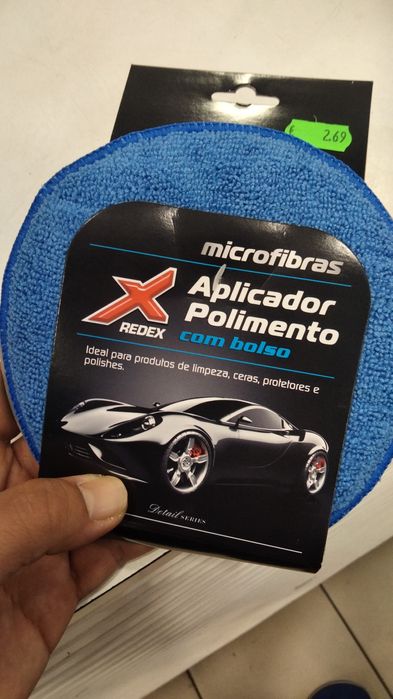 € 2.69
microfibras
Aplicador
Polimento
com bolso
X
REDEX
Ideal para produtos de limpeza, ceras, protetores e
polishes.
Detail SERIES